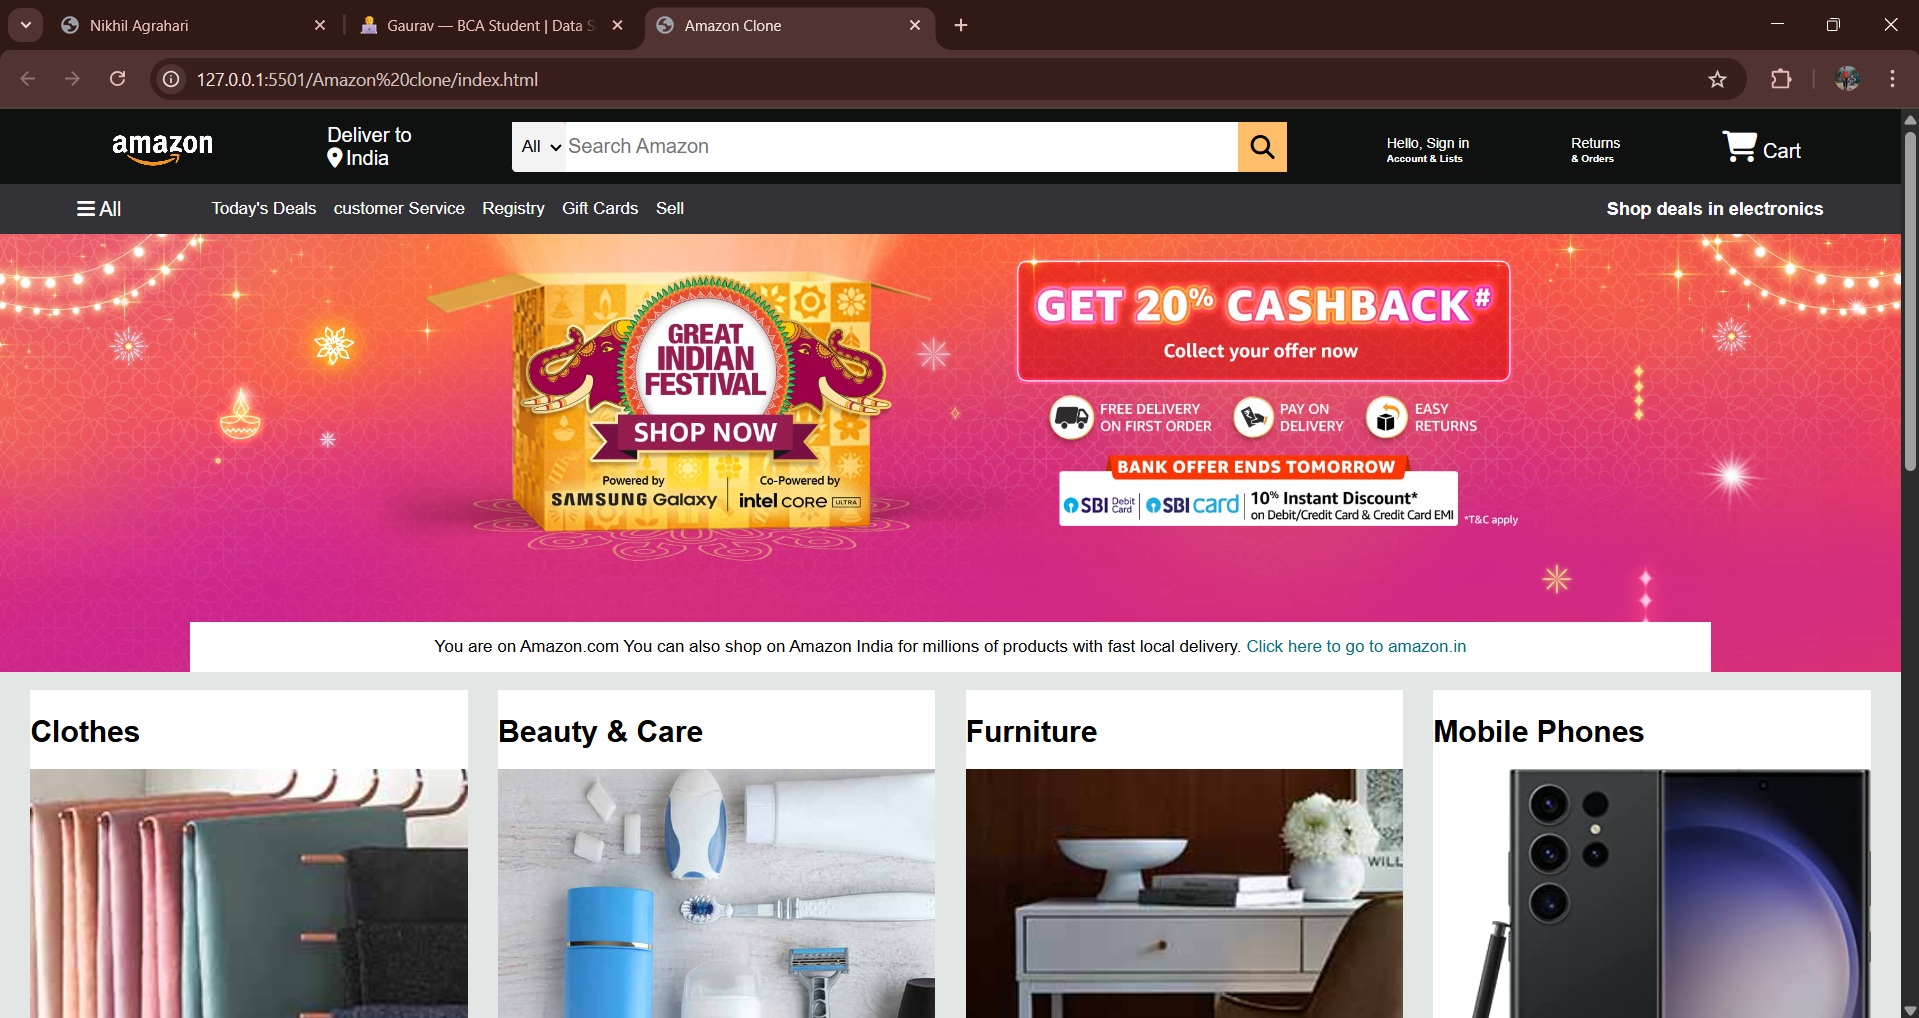 Nikhil Agrahari
Gaurav — BCA Student | Data S
Amazon Clone
127.0.0.1:5501/Amazon%20clone/index.html
amazon
Deliver to
India
All
Search Amazon
Hello, Sign in
Account & Lists
Returns
& Orders
Cart
All
Today's Deals
customer Service
Registry
Gift Cards
Sell
Shop deals in electronics
GREAT
INDIAN
FESTIVAL
SHOP NOW
Powered by
SAMSUNG Galaxy
Co-Powered by
intel CORE ULTRA
GET 20% CASHBACK#
Collect your offer now
FREE DELIVERY
ON FIRST ORDER
PAY ON
DELIVERY
EASY
RETURNS
BANK OFFER ENDS TOMORROW
SBI Debit Card
SBI card
10% Instant Discount*
on Debit/Credit Card & Credit Card EMI
*T&C apply
You are on Amazon.com You can also shop on Amazon India for millions of products with fast local delivery. Click here to go to amazon.in
Clothes
Beauty & Care
Furniture
Mobile Phones
WILL